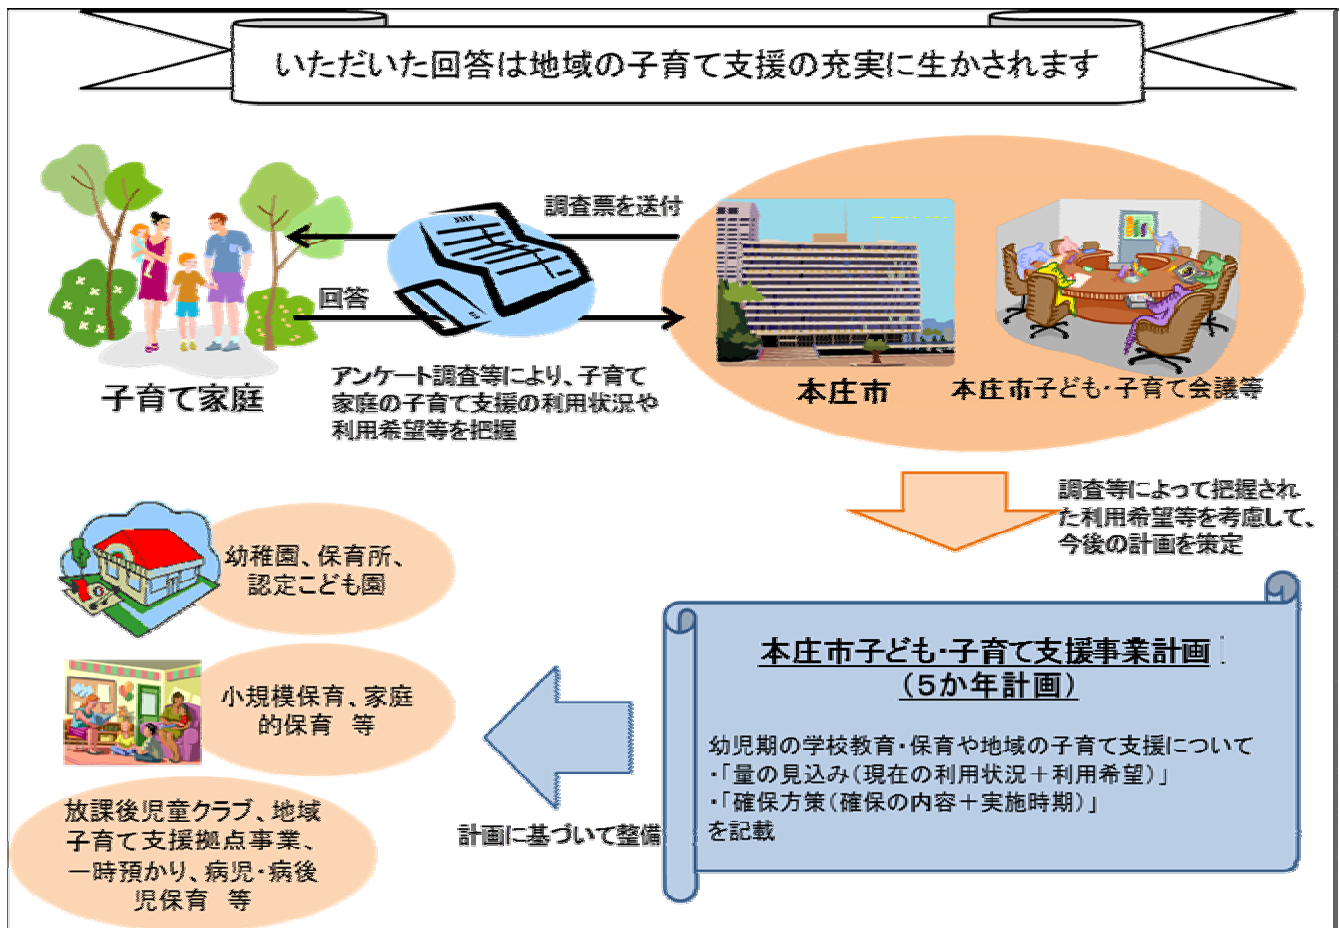 いただいた回答は地域の子育て支援の充実に生かされます
調査票を送付
回答
子育て家庭
アンケート調査等により、子育て
家庭の子育て支援の利用状況や
利用希望等を把握
本庄市
本庄市子ども・子育て会議等
調査等によって把握され
た利用希望等を考慮して、
今後の計画を策定
幼稚園、保育所、
認定こども園
小規模保育、家庭
的保育　等
放課後児童クラブ、地域
子育て支援拠点事業、
一時預かり、病児・病後
児保育　等
計画に基づいて整備
本庄市子ども・子育て支援事業計画
（５か年計画）
幼児期の学校教育・保育や地域の子育て支援について
・「量の見込み（現在の利用状況＋利用希望）」
・「確保方策（確保の内容＋実施時期）」
を記載